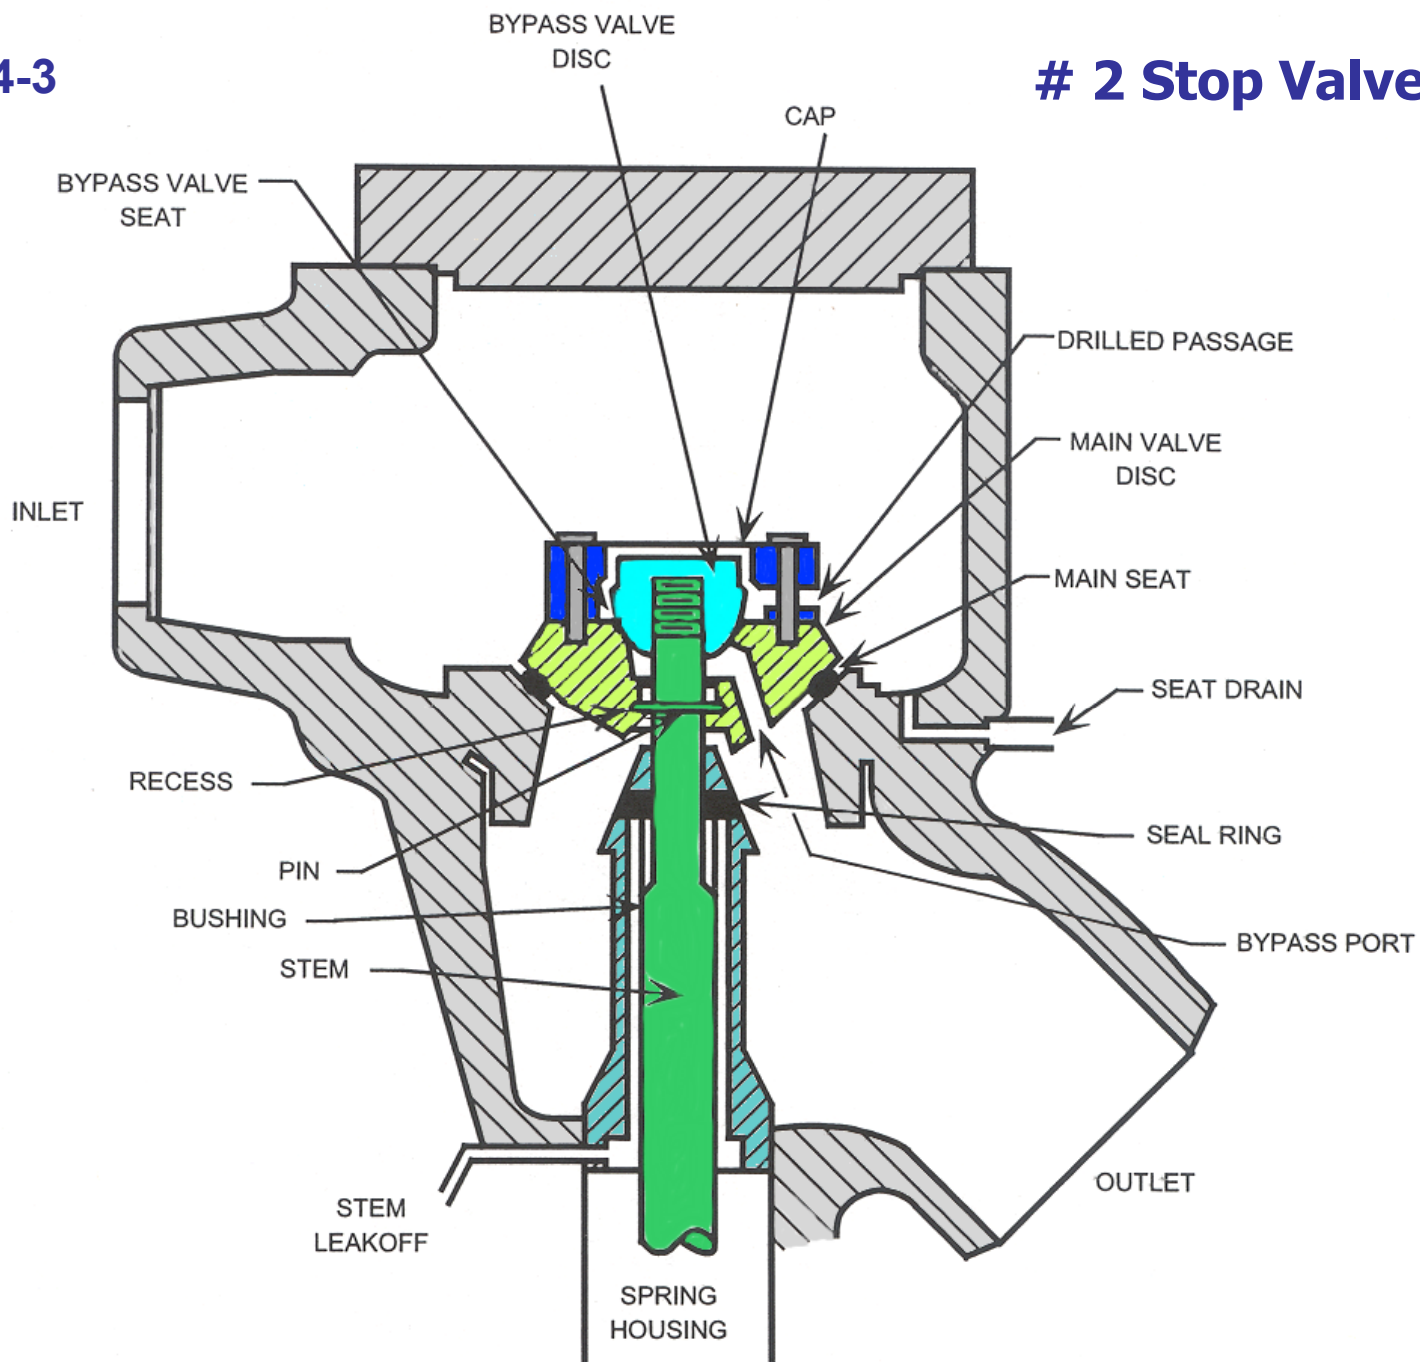 BYPASS VALVE
DISC
4-3
# 2 Stop Valve
CAP
BYPASS VALVE
SEAT
DRILLED PASSAGE
MAIN VALVE
DISC
INLET
MAIN SEAT
SEAT DRAIN
RECESS
SEAL RING
PIN
BUSHING
BYPASS PORT
STEM
OUTLET
STEM
LEAKOFF
SPRING
HOUSING